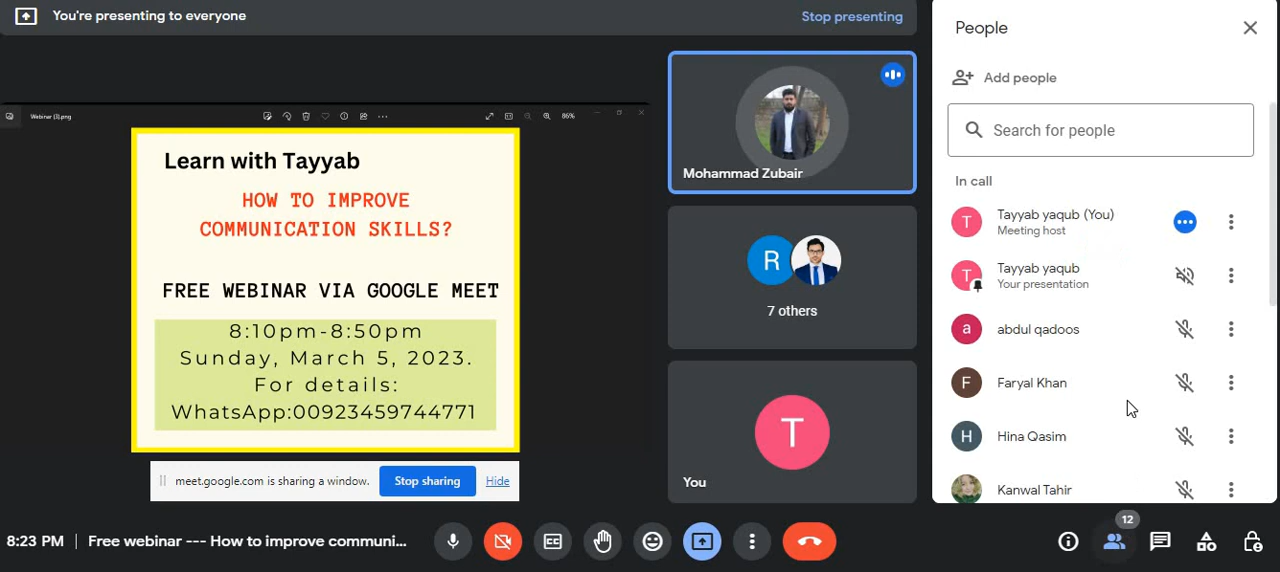 You're presenting to everyone
Stop presenting
Webinar (3).png
86%
Learn with Tayyab
HOW TO IMPROVE
COMMUNICATION SKILLS?
FREE WEBINAR VIA GOOGLE MEET
8:10pm-8:50pm
Sunday, March 5, 2023.
For details:
WhatsApp:00923459744771
meet.google.com is sharing a window.
Stop sharing
Hide
Mohammad Zubair
R
7 others
T
You
People
Add people
Search for people
In call
T
Tayyab yaqub (You)
Meeting host
T
Tayyab yaqub
Your presentation
a
abdul qadoos
F
Faryal Khan
H
Hina Qasim
Kanwal Tahir
8:23 PM
Free webinar --- How to improve communi...
12